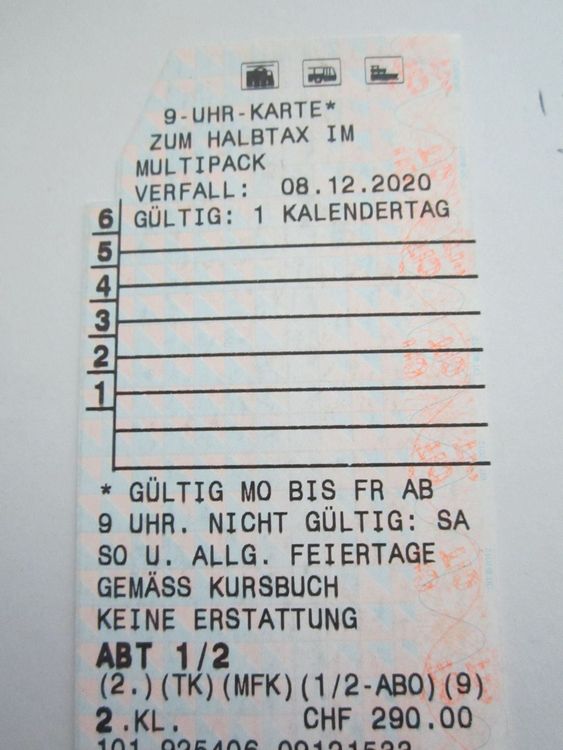 9-UHR-KARTE*
ZUM HALBTAX IM
MULTIPACK
VERFALL: 08.12.2020
6 GÜLTIG: 1 KALENDERTAG
5
4
3
2
1
* GÜLTIG MO BIS FR AB
9 UHR. NICHT GÜLTIG: SA
SO U. ALLG. FEIERTAGE
GEMÄSS KURSBUCH
KEINE ERSTATTUNG
ABT 1/2
(2.)(TK)(MFK)(1/2-ABO)(9)
2.KL. CHF 290.00